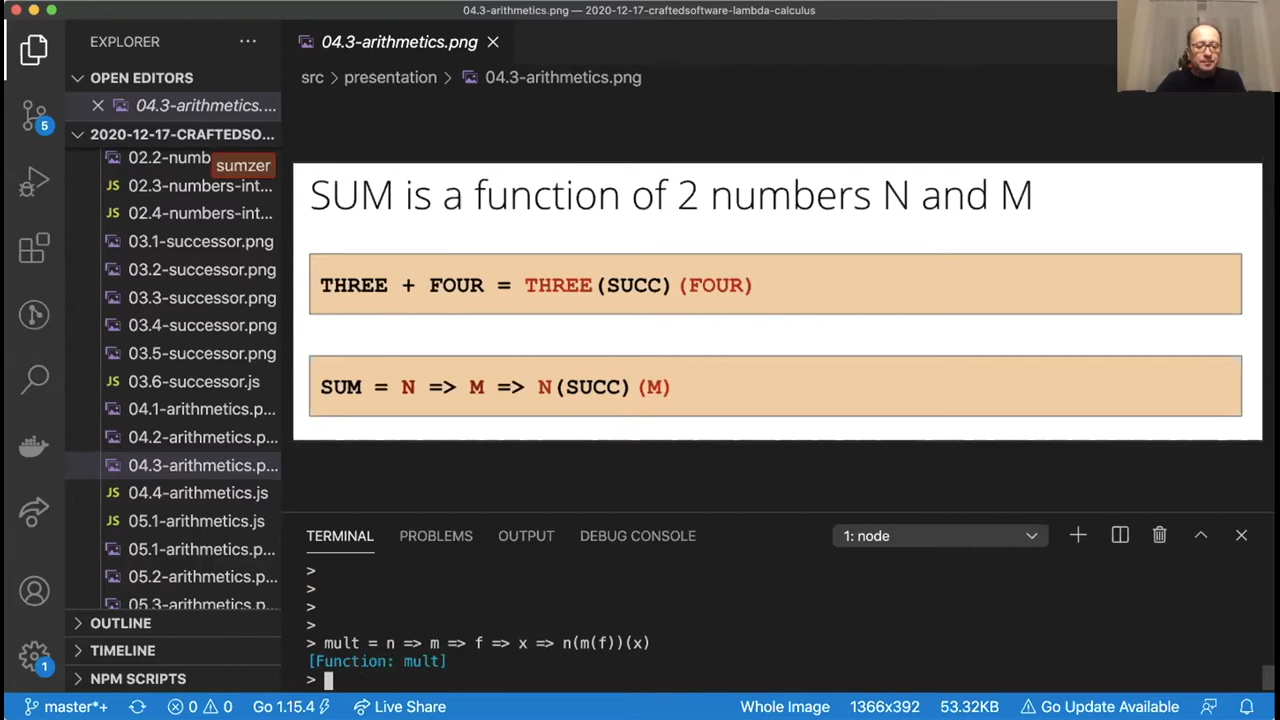 04.3-arithmetics.png — 2020-12-17-craftedsoftware-lambda-calculus
EXPLORER
OPEN EDITORS
04.3-arithmetics....
2020-12-17-CRAFTEDSO...
sumzer
02.2-numb
02.3-numbers-int...
02.4-numbers-int...
03.1-successor.png
03.2-successor.png
03.3-successor.png
03.4-successor.png
03.5-successor.png
03.6-successor.js
04.1-arithmetics.p...
04.2-arithmetics.p...
04.3-arithmetics.p...
04.4-arithmetics.js
05.1-arithmetics.js
05.1-arithmetics.p...
05.2-arithmetics.p...
05.3-arithmetics.p...
OUTLINE
TIMELINE
NPM SCRIPTS
5
1
04.3-arithmetics.png
src > presentation > 04.3-arithmetics.png
SUM is a function of 2 numbers N and M
THREE + FOUR = THREE(SUCC)(FOUR)
SUM = N => M => N(SUCC)(M)
TERMINAL PROBLEMS OUTPUT DEBUG CONSOLE 1: node
>
>
>
>
> mult = n => m => f => x => n(m(f))(x)
[Function: mult]
>
master*+ 0 0 Go 1.15.4 Live Share Whole Image 1366x392 53.32KB Go Update Available